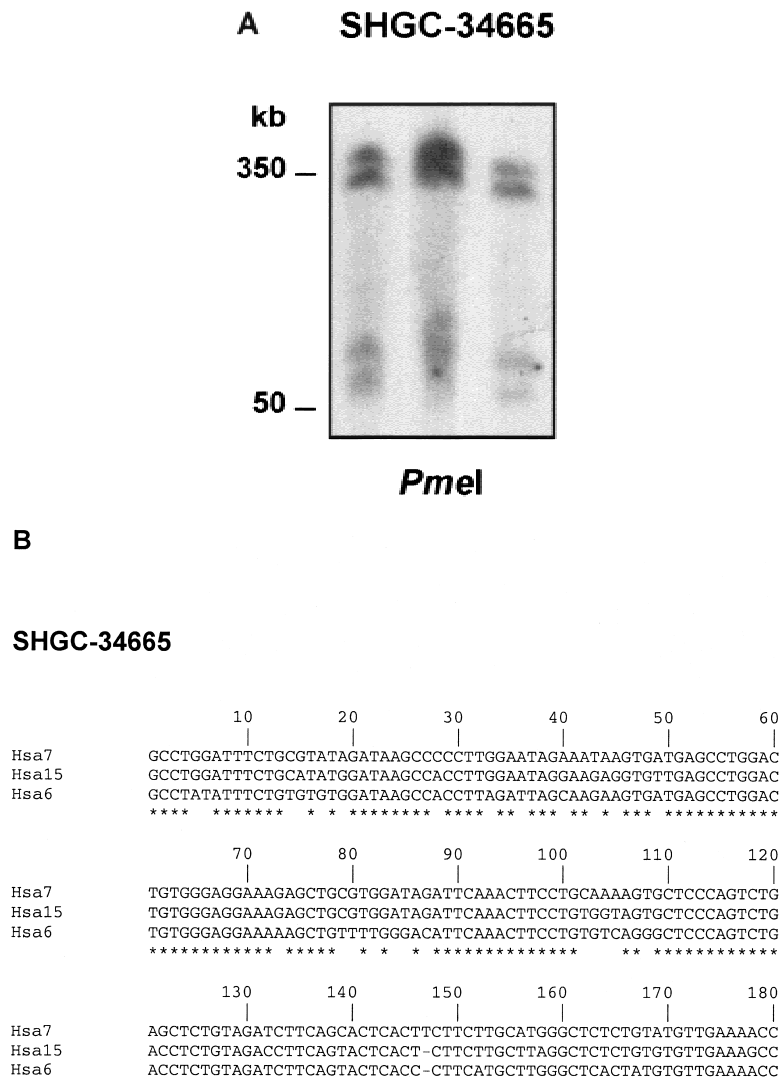 A SHGC-34665
kb
350
50
PmeI
B
SHGC-34665
10 20 30 40 50 60
Hsa7 GCCTGGATTTCTGCGTATAGATAAGCCCCCTTGGAATAGAAATAAGTGATGAGCCTGGAC
Hsa15 GCCTGGATTTCTGCATATGGATAAGCCACCTTGGAATAGGAAGAGGTGTTGAGCCTGGAC
Hsa6 GCCTATATTTCTGTGTGTGGATAAGCCACCTTAGATTAGCAAGAAGTGATGAGCCTGGAC
**** ******* * * ******** **** ** *** ** * *** ***********
70 80 90 100 110 120
Hsa7 TGTGGGAGGAAAGAGCTGCGTGGATAGATTCAAACTTCCTGCAAAAGTGCTCCCAGTCTG
Hsa15 TGTGGGAGGAAAGAGCTGCGTGGATAGATTCAAACTTCCTGTGGTAGTGCTCCCAGTCTG
Hsa6 TGTGGGAGGAAAAAGCTGTTTTGGGACATTCAAACTTCCTGTGTCAGGGCTCCCAGTCTG
************ ***** * * * ************** ** ************
130 140 150 160 170 180
Hsa7 AGCTCTGTAGATCTTCAGCACTCACTTCTTCTTGCATGGGCTCTCTGTATGTTGAAAACC
Hsa15 ACCTCTGTAGACCTTCAGTACTCACT-CTTCTTGCTTAGGCTCTCTGTGTGTTGAAAGCC
Hsa6 ACCTCTGTAGATCTTCAGTACTCACC-CTTCATGCTTGGGCTCACTATGTGTTGAAAACC